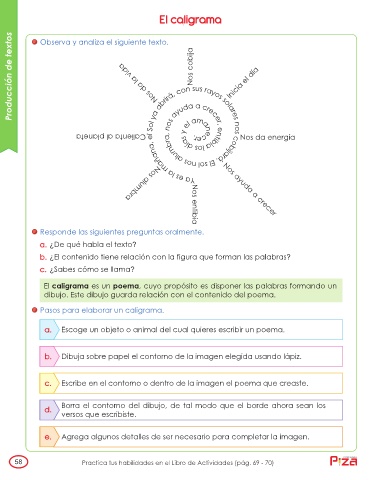 El caligrama
Producción de textos
Observa y analiza el siguiente texto.
Nos cobija
Inicia el día
Nos da energía
Nos ayuda a crecer
Nos entibia
Nos alumbra
Calienta al planeta
Nos da la vida
Ya es la mañana, el Sol ya abrirá, con sus rayos solares nos cobijará.
El sol nos alumbra, nos ayuda a crecer, entibia los días
Responde las siguientes preguntas oralmente.
a. ¿De qué habla el texto?
b. ¿El contenido tiene relación con la figura que forman las palabras?
c. ¿Sabes cómo se llama?
El caligrama es un poema, cuyo propósito es disponer las palabras formando un
dibujo. Este dibujo guarda relación con el contenido del poema.
Pasos para elaborar un caligrama.
a. Escoge un objeto o animal del cual quieres escribir un poema.
b. Dibuja sobre papel el contorno de la imagen elegida usando lápiz.
c. Escribe en el contorno o dentro de la imagen el poema que creaste.
d. Borra el contorno del dibujo, de tal modo que el borde ahora sean los
versos que escribiste.
e. Agrega algunos detalles de ser necesario para completar la imagen.
58
Practica tus habilidades en el Libro de Actividades (pág. 69 - 70)